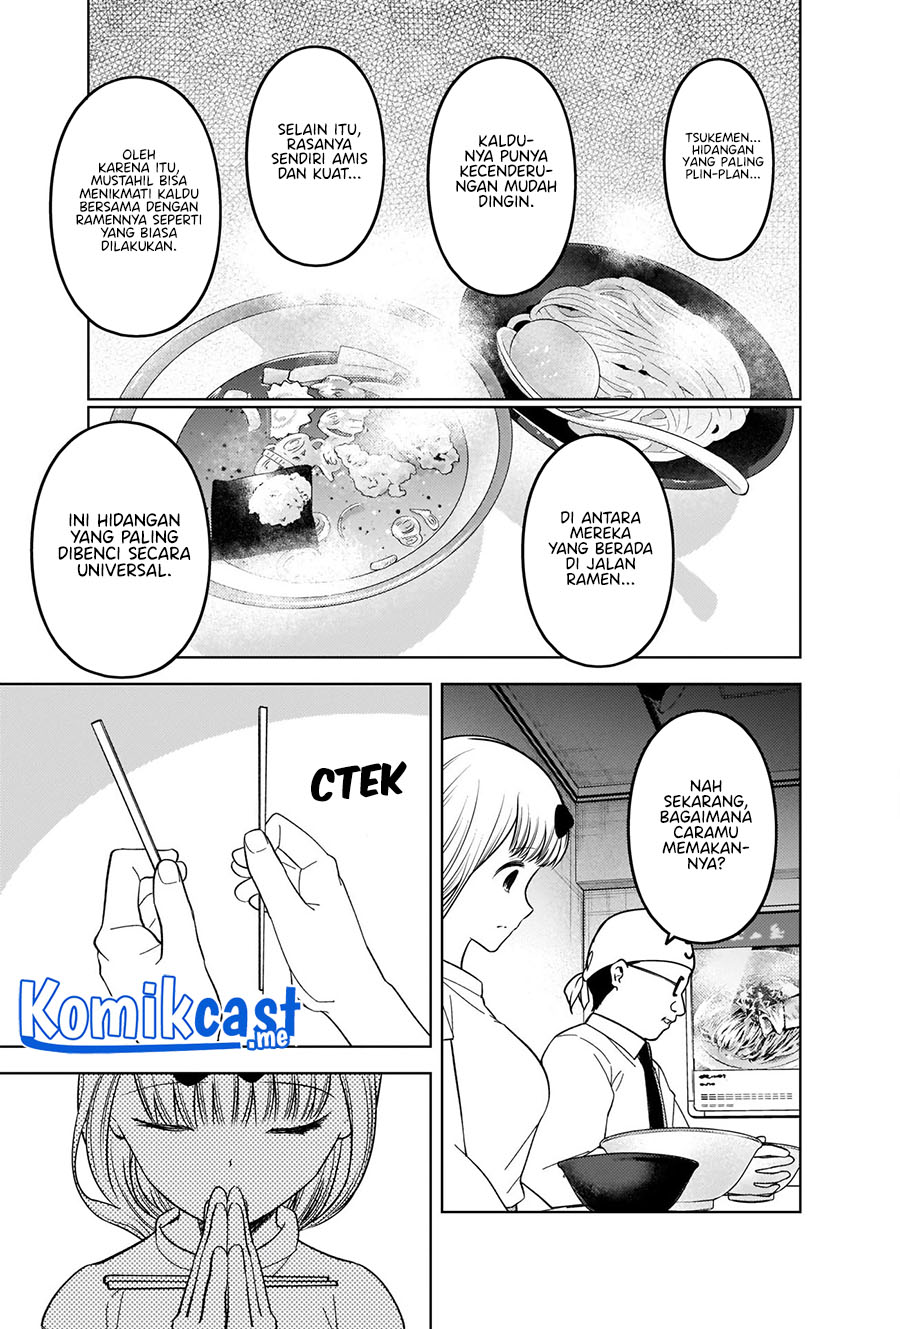 TSUKEMEN...
HIDANGAN
YANG PALING
PLIN-PLAN...
KALDU-
NYA PUNYA
KECENDERU-
NGAN MUDAH
DINGIN.
SELAIN ITU,
RASANYA
SENDIRI AMIS
DAN KUAT...
OLEH
KARENA ITU,
MUSTAHIL BISA
MENIKMATI KALDU
BERSAMA DENGAN
RAMENNYA SEPERTI
YANG BIASA
DILAKUKAN.
DI ANTARA
MEREKA
YANG BERADA
DI JALAN
RAMEN...
INI HIDANGAN
YANG PALING
DIBENCI SECARA
UNIVERSAL.
NAH
SEKARANG,
BAGAIMANA
CARAMU
MEMAKAN-
NYA?
CTEK
Komikcast
.me